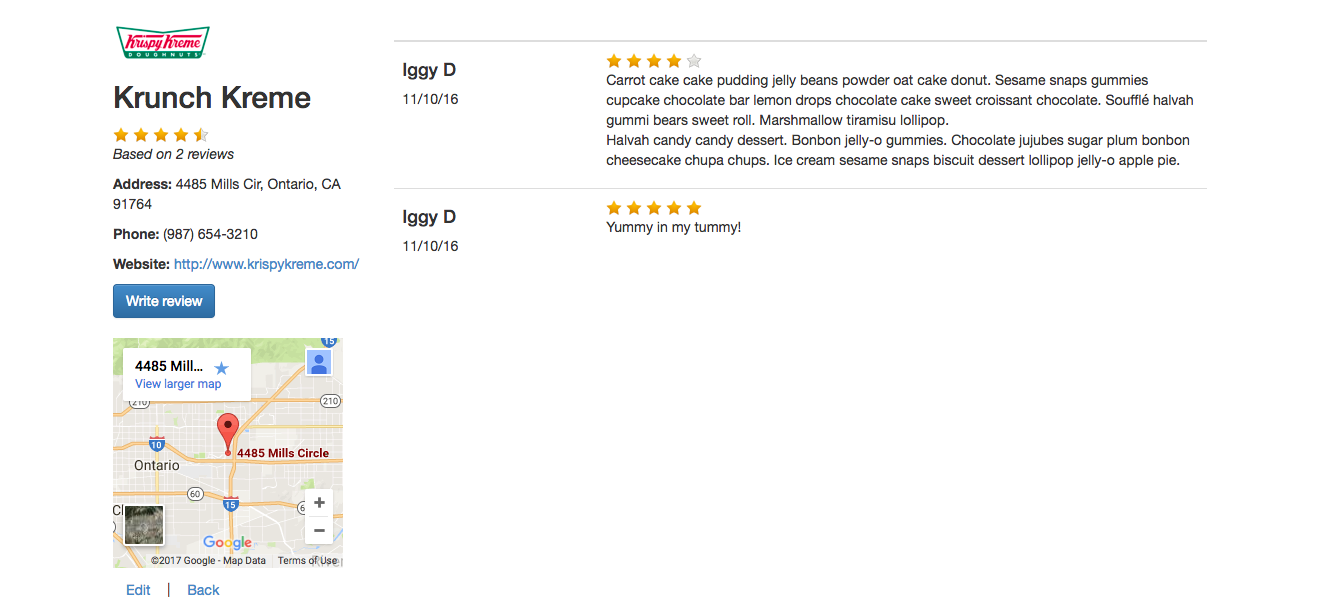 Krispy Kreme
DOUGHNUTS
Krunch Kreme
Based on 2 reviews
Address: 4485 Mills Cir, Ontario, CA
91764
Phone: (987) 654-3210
Website: http://www.krispykreme.com/
Write review
15
4485 Mill...
View larger map
210
210
10
4485 Mills Circle
Ontario
60
15
6
+
Cl
−
Google
©2017 Google - Map Data
Terms of Use
Edit | Back
Iggy D
11/10/16
Carrot cake cake pudding jelly beans powder oat cake donut. Sesame snaps gummies
cupcake chocolate bar lemon drops chocolate cake sweet croissant chocolate. Soufflé halvah
gummi bears sweet roll. Marshmallow tiramisu lollipop.
Halvah candy candy dessert. Bonbon jelly-o gummies. Chocolate jujubes sugar plum bonbon
cheesecake chupa chups. Ice cream sesame snaps biscuit dessert lollipop jelly-o apple pie.
Iggy D
11/10/16
Yummy in my tummy!